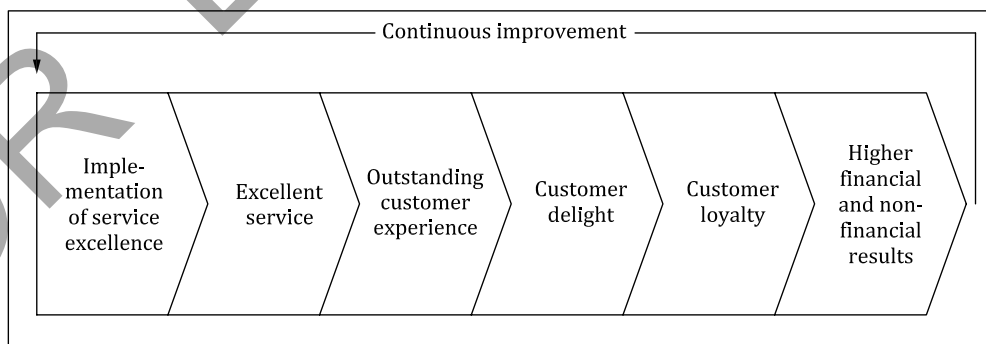 Continuous improvement
Imple-
mentation
of service
excellence
Excellent
service
Outstanding
customer
experience
Customer
delight
Customer
loyalty
Higher
financial
and non-
financial
results